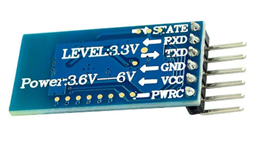 STATE
RXD
LEVEL:3.3V
TXD
GND
Power:3.6V—6V
VCC
PWRC